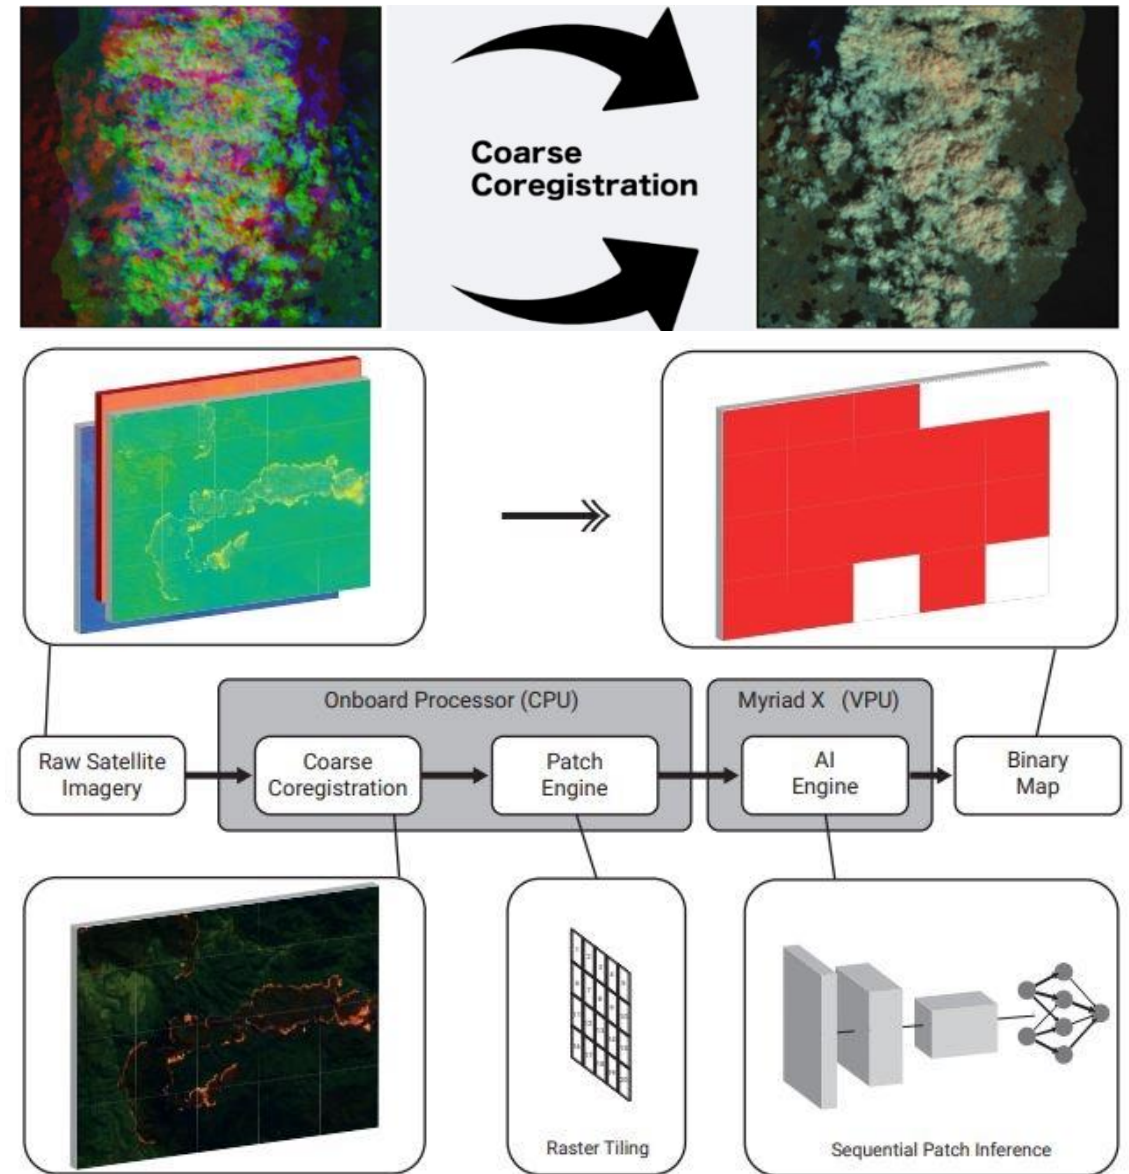 Coarse
Coregistration
Onboard Processor (CPU)
Myriad X (VPU)
Raw Satellite
Imagery
Coarse
Coregistration
Patch
Engine
AI
Engine
Binary
Map
Raster Tiling
Sequential Patch Inference